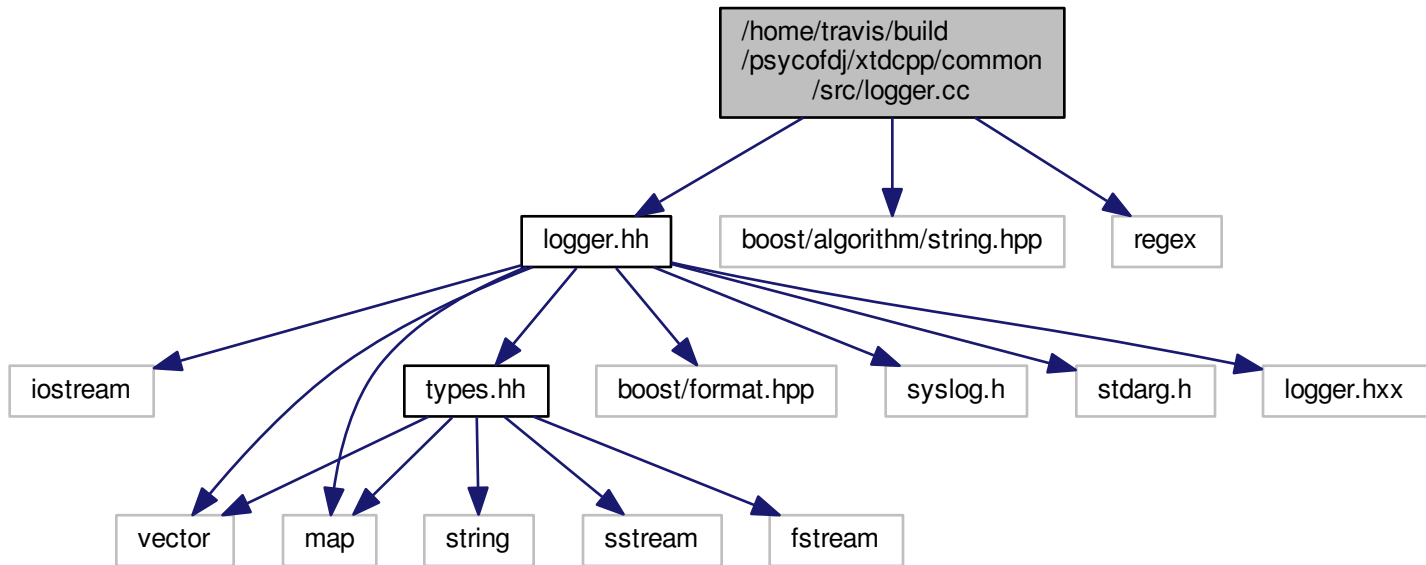 /home/travis/build
/psycofdj/xtdcpp/common
/src/logger.cc
logger.hh
boost/algorithm/string.hpp
regex
iostream
types.hh
boost/format.hpp
syslog.h
stdarg.h
logger.hxx
vector
map
string
sstream
fstream